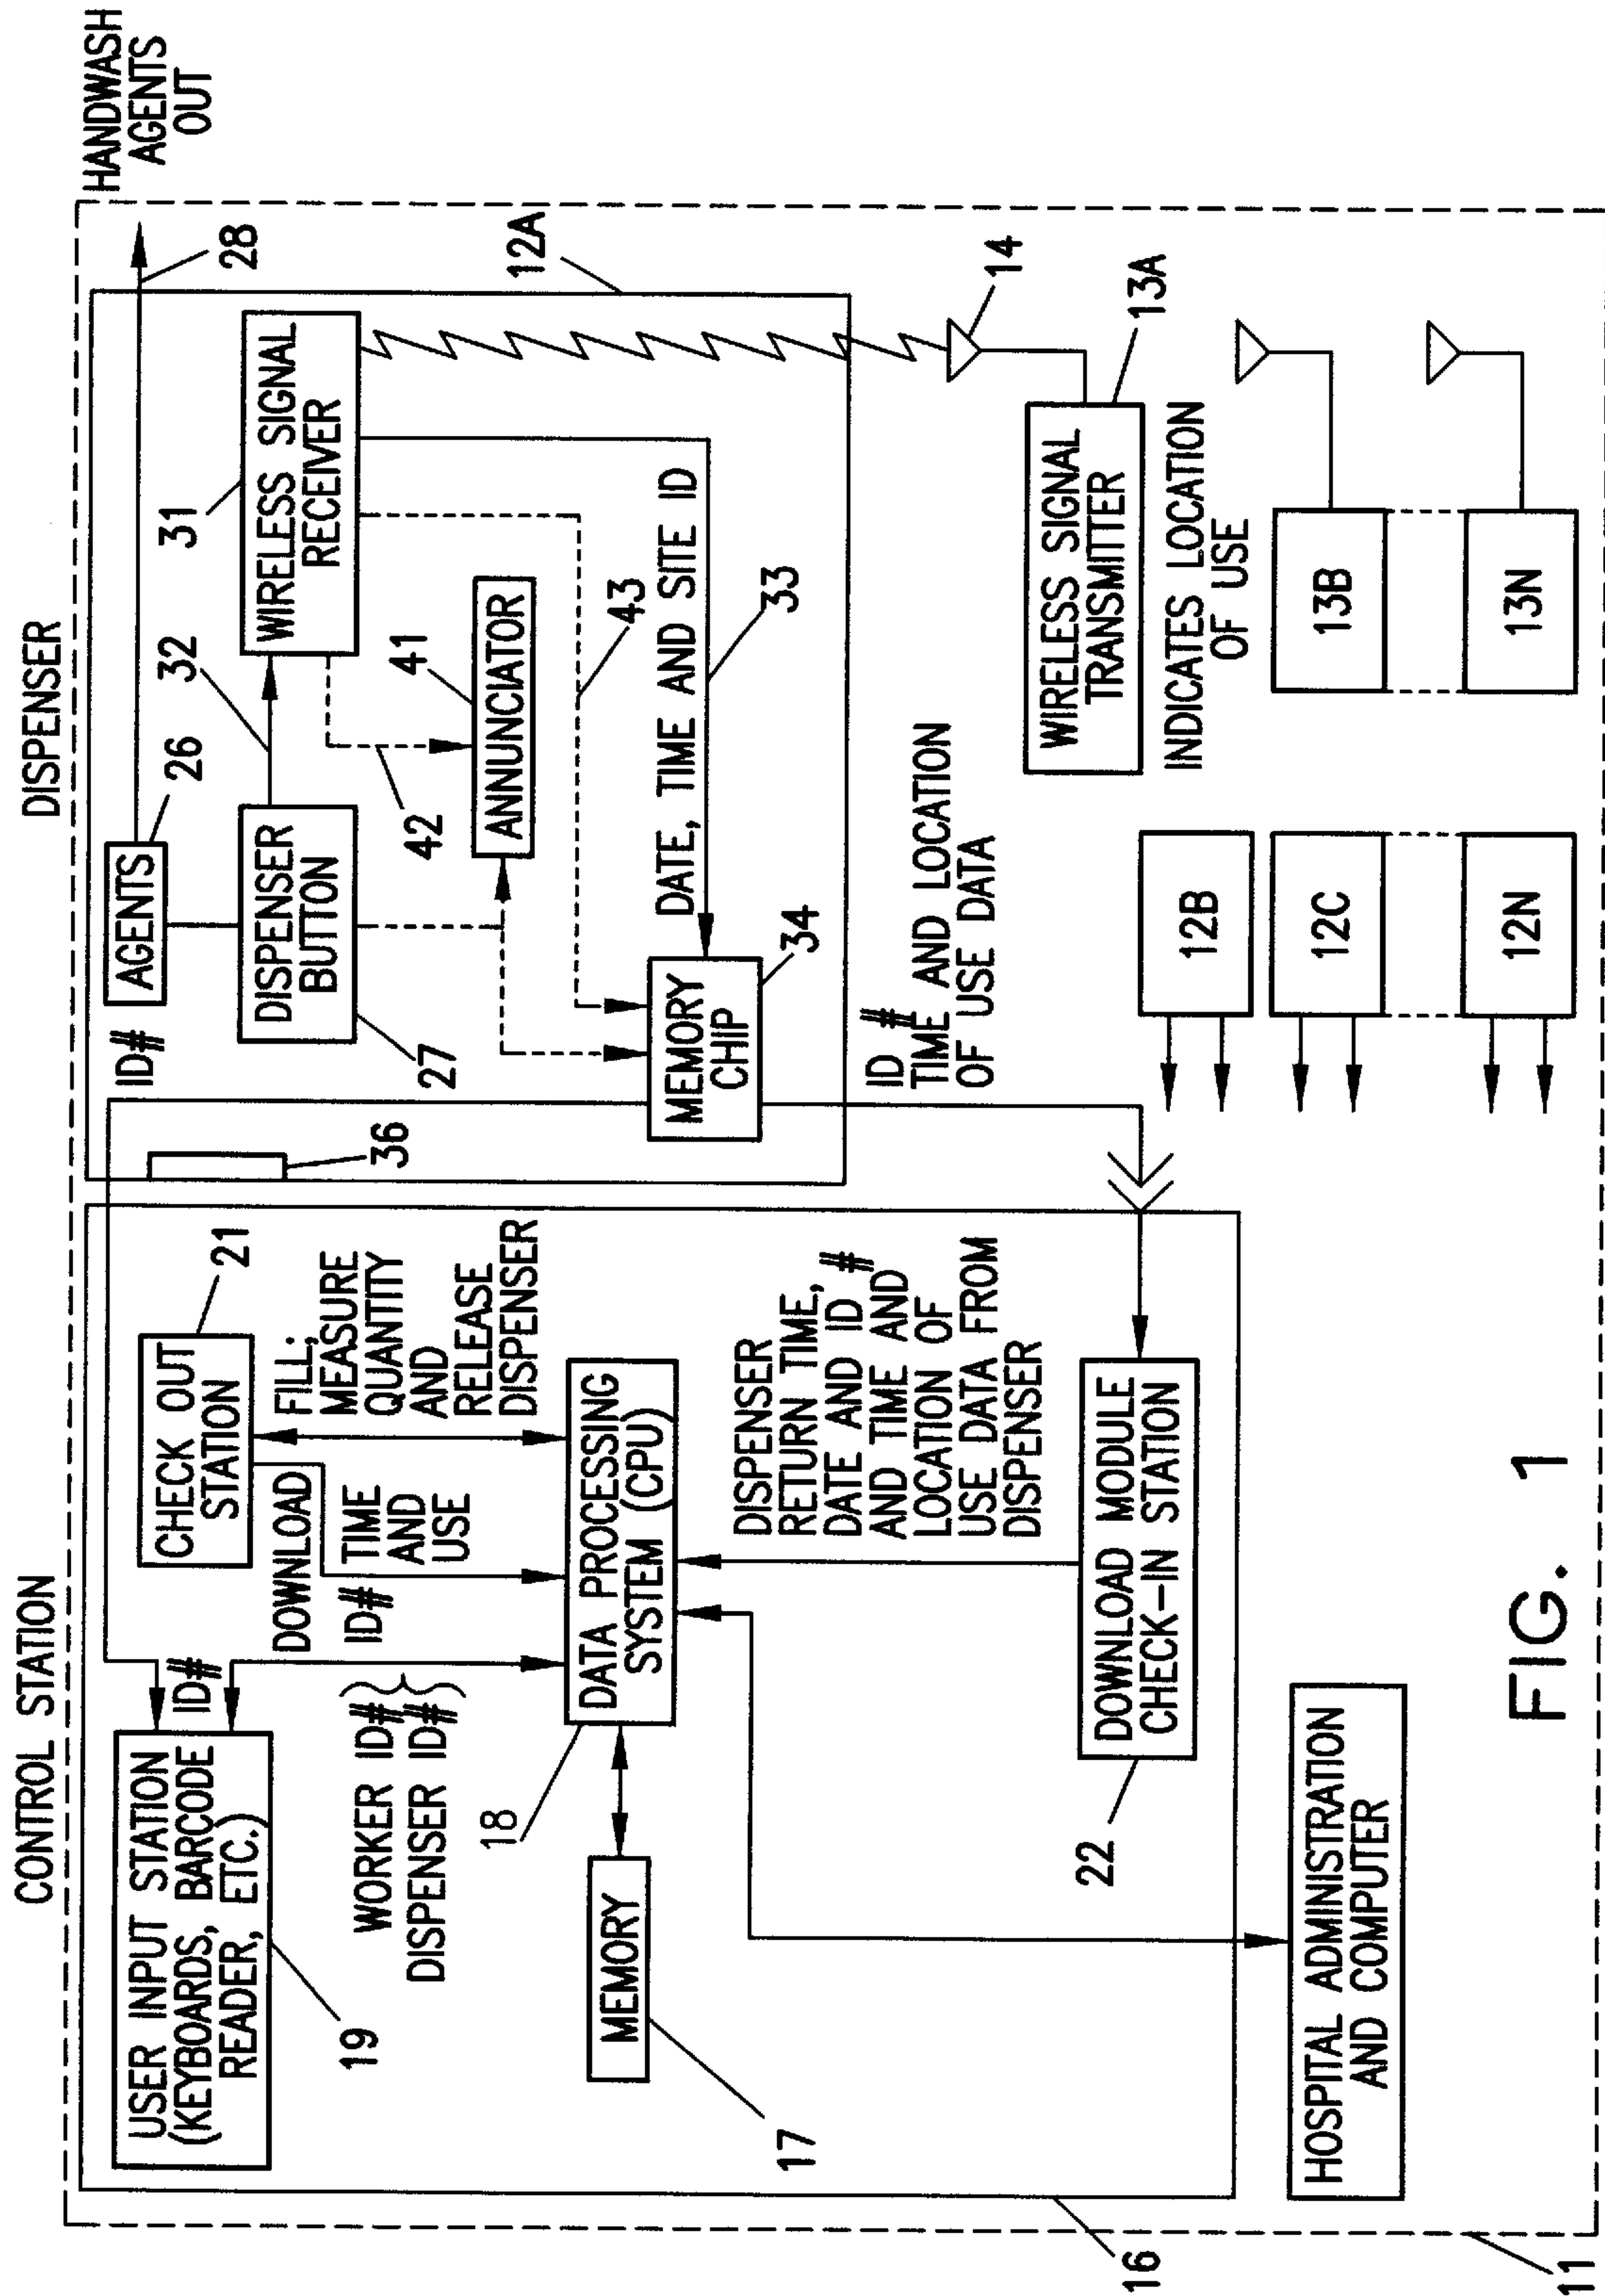 CONTROL STATION
DISPENSER
HANDWASH
AGENTS
OUT
USER INPUT STATION
(KEYBOARDS, BARCODE
READER, ETC.)
19
ID#
CHECK OUT
STATION
21
DOWNLOAD
ID#
TIME
AND
USE
FILL;
MEASURE
QUANTITY
AND
RELEASE
DISPENSER
WORKER ID#
DISPENSER ID#
18
DATA PROCESSING
SYSTEM (CPU)
MEMORY
17
DISPENSER
RETURN TIME,
DATE AND ID #
AND TIME AND
LOCATION OF
USE DATA FROM
DISPENSER
DOWNLOAD MODULE
CHECK-IN STATION
22
16
HOSPITAL ADMINISTRATION
AND COMPUTER
11
36
ID#
AGENTS
26
28
DISPENSER
BUTTON
27
32
31
WIRELESS SIGNAL
RECEIVER
12A
42
ANNUNCIATOR
41
43
DATE, TIME AND SITE ID
33
MEMORY
CHIP
34
ID #
TIME AND LOCATION
OF USE DATA
14
WIRELESS SIGNAL
TRANSMITTER
13A
INDICATES LOCATION
OF USE
12B
12C
12N
13B
13N
FIG. 1